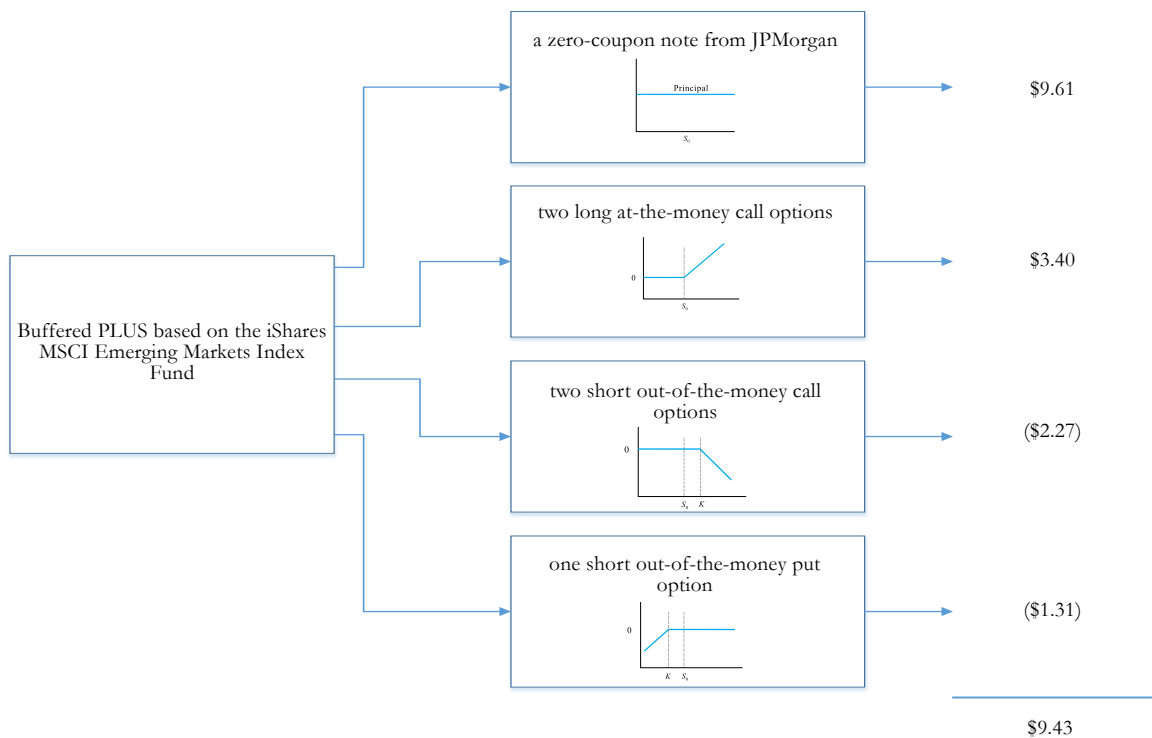 a zero-coupon note from JPMorgan
Principal
S₀
$9.61
two long at-the-money call options
0
S₀
$3.40
Buffered PLUS based on the iShares
MSCI Emerging Markets Index
Fund
two short out-of-the-money call
options
0
S₀ K
($2.27)
one short out-of-the-money put
option
0
K S₀
($1.31)
$9.43